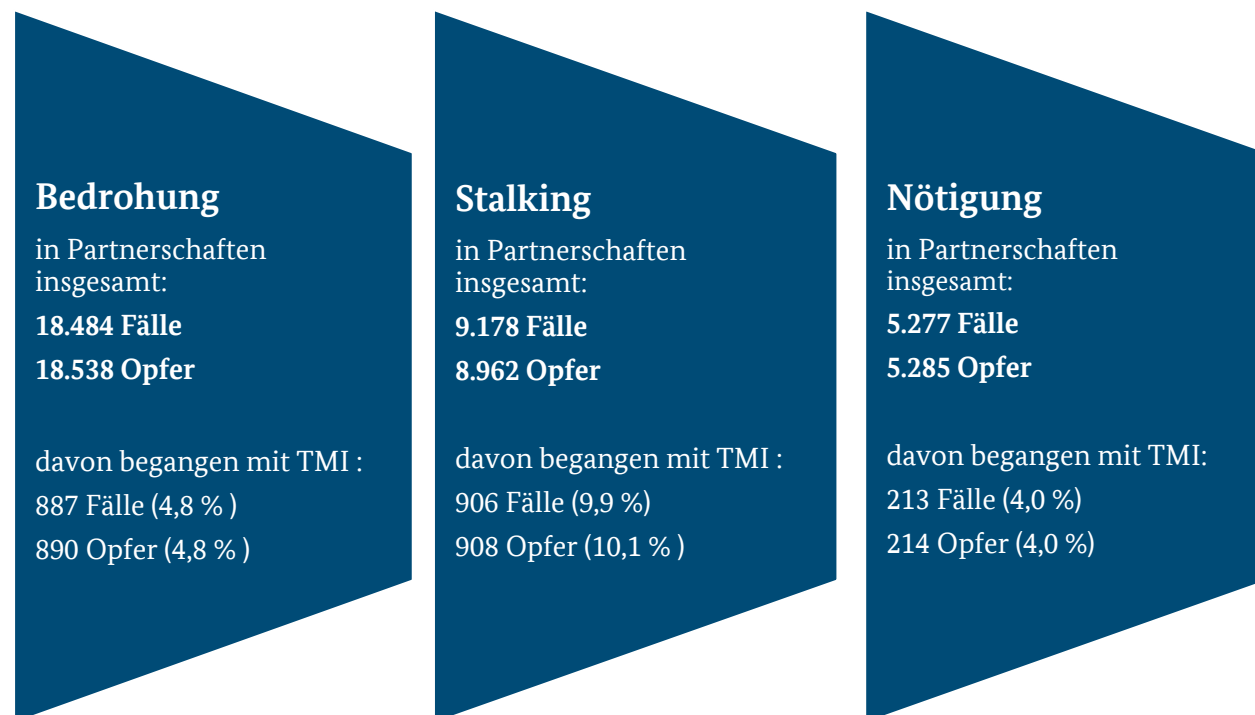 Bedrohung
in Partnerschaften
insgesamt:
18.484 Fälle
18.538 Opfer
davon begangen mit TMI :
887 Fälle (4,8 % )
890 Opfer (4,8 % )
Stalking
in Partnerschaften
insgesamt:
9.178 Fälle
8.962 Opfer
davon begangen mit TMI :
906 Fälle (9,9 %)
908 Opfer (10,1 % )
Nötigung
in Partnerschaften
insgesamt:
5.277 Fälle
5.285 Opfer
davon begangen mit TMI:
213 Fälle (4,0 %)
214 Opfer (4,0 %)